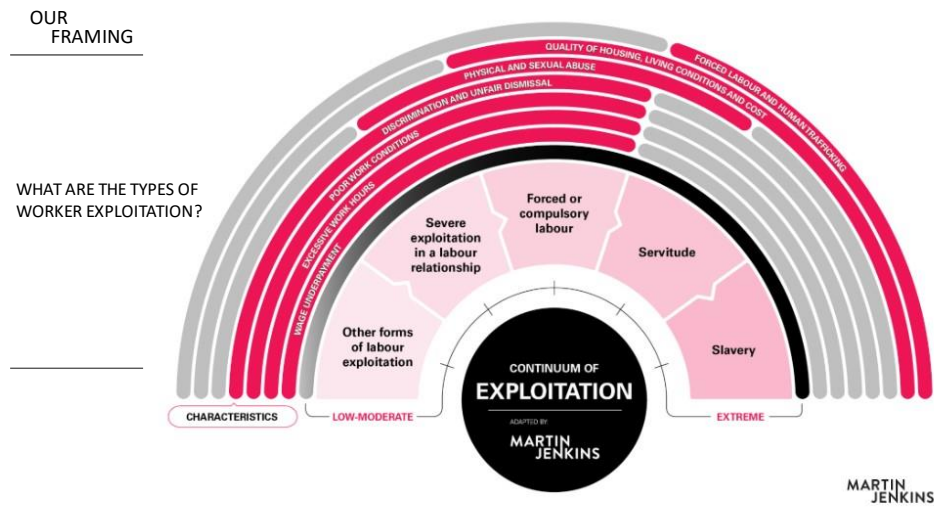 OUR
FRAMING
WHAT ARE THE TYPES OF
WORKER EXPLOITATION?
FORCED LABOUR AND HUMAN TRAFFICKING
QUALITY OF HOUSING, LIVING CONDITIONS AND COST
PHYSICAL AND SEXUAL ABUSE
DISCRIMINATION AND UNFAIR DISMISSAL
POOR WORK CONDITIONS
EXCESSIVE WORK HOURS
WAGE UNDERPAYMENT
Other forms
of labour
exploitation
Severe
exploitation
in a labour
relationship
Forced or
compulsory
labour
Servitude
Slavery
CONTINUUM OF
EXPLOITATION
ADAPTED BY:
MARTIN
JENKINS
CHARACTERISTICS
LOW-MODERATE
EXTREME
MARTIN
JENKINS